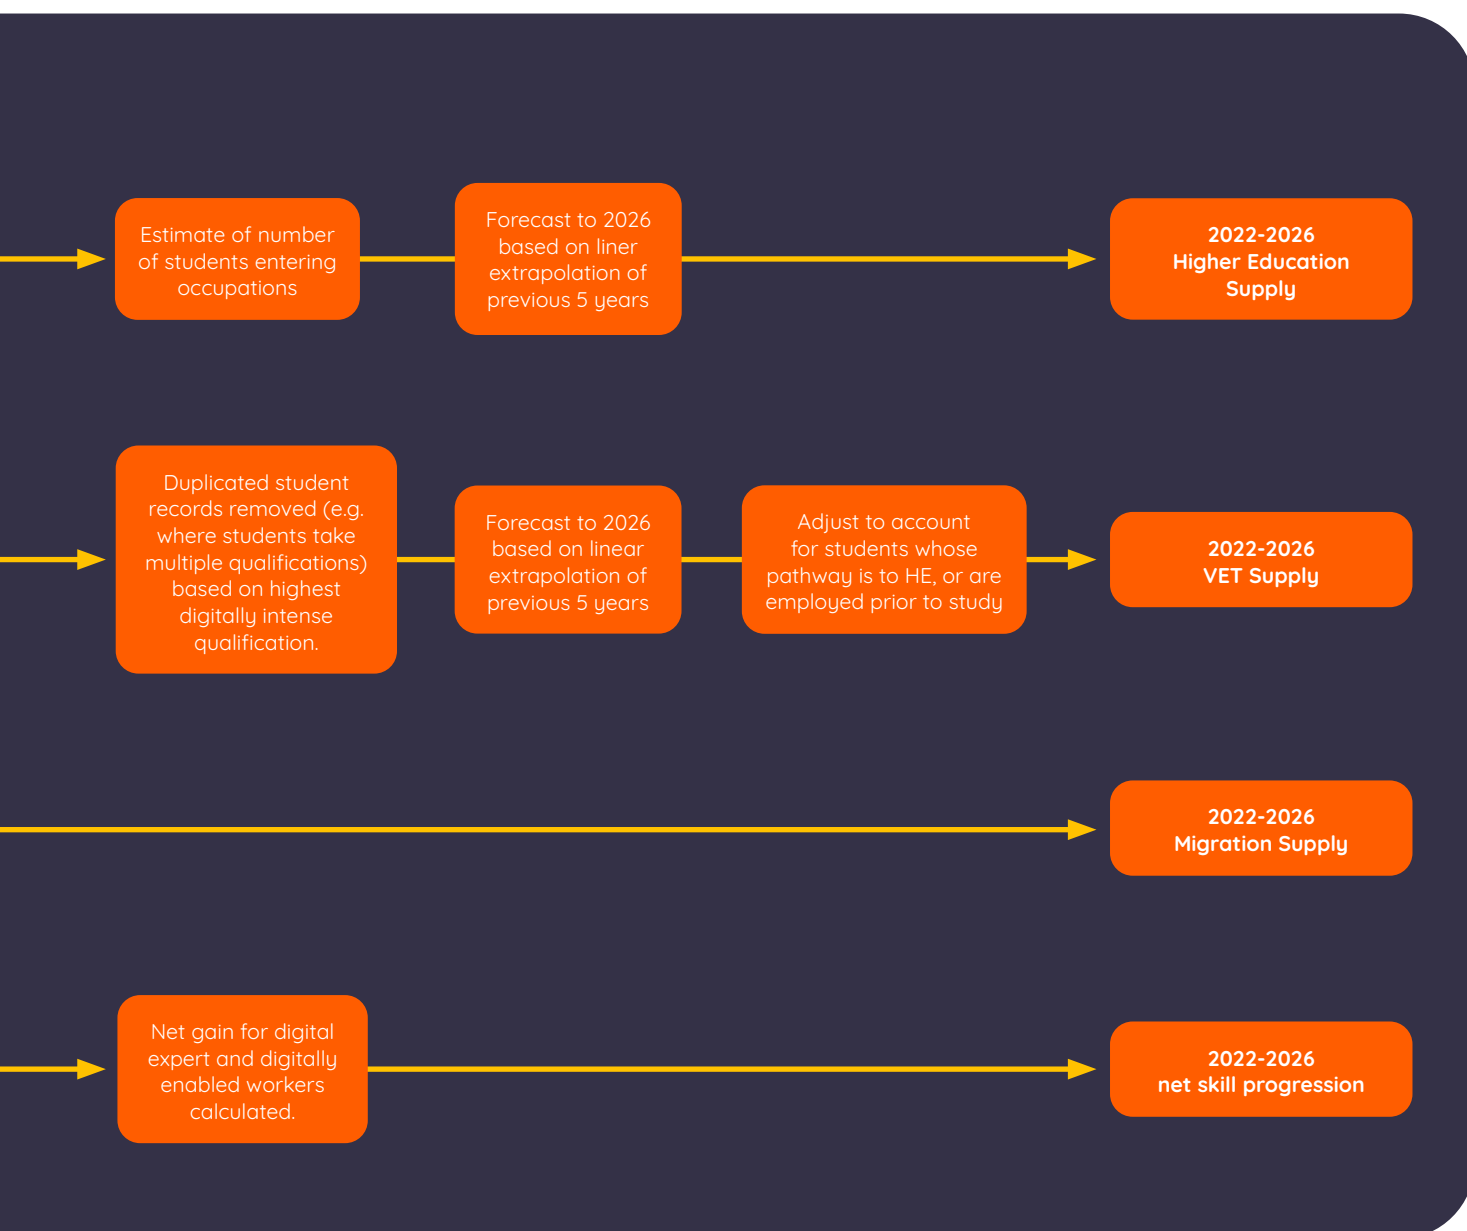 Estimate of number
of students entering
occupations
Forecast to 2026
based on liner
extrapolation of
previous 5 years
2022-2026
Higher Education
Supply
Duplicated student
records removed (e.g.
where students take
multiple qualifications)
based on highest
digitally intense
qualification.
Forecast to 2026
based on linear
extrapolation of
previous 5 years
Adjust to account
for students whose
pathway is to HE, or are
employed prior to study
2022-2026
VET Supply
2022-2026
Migration Supply
Net gain for digital
expert and digitally
enabled workers
calculated.
2022-2026
net skill progression